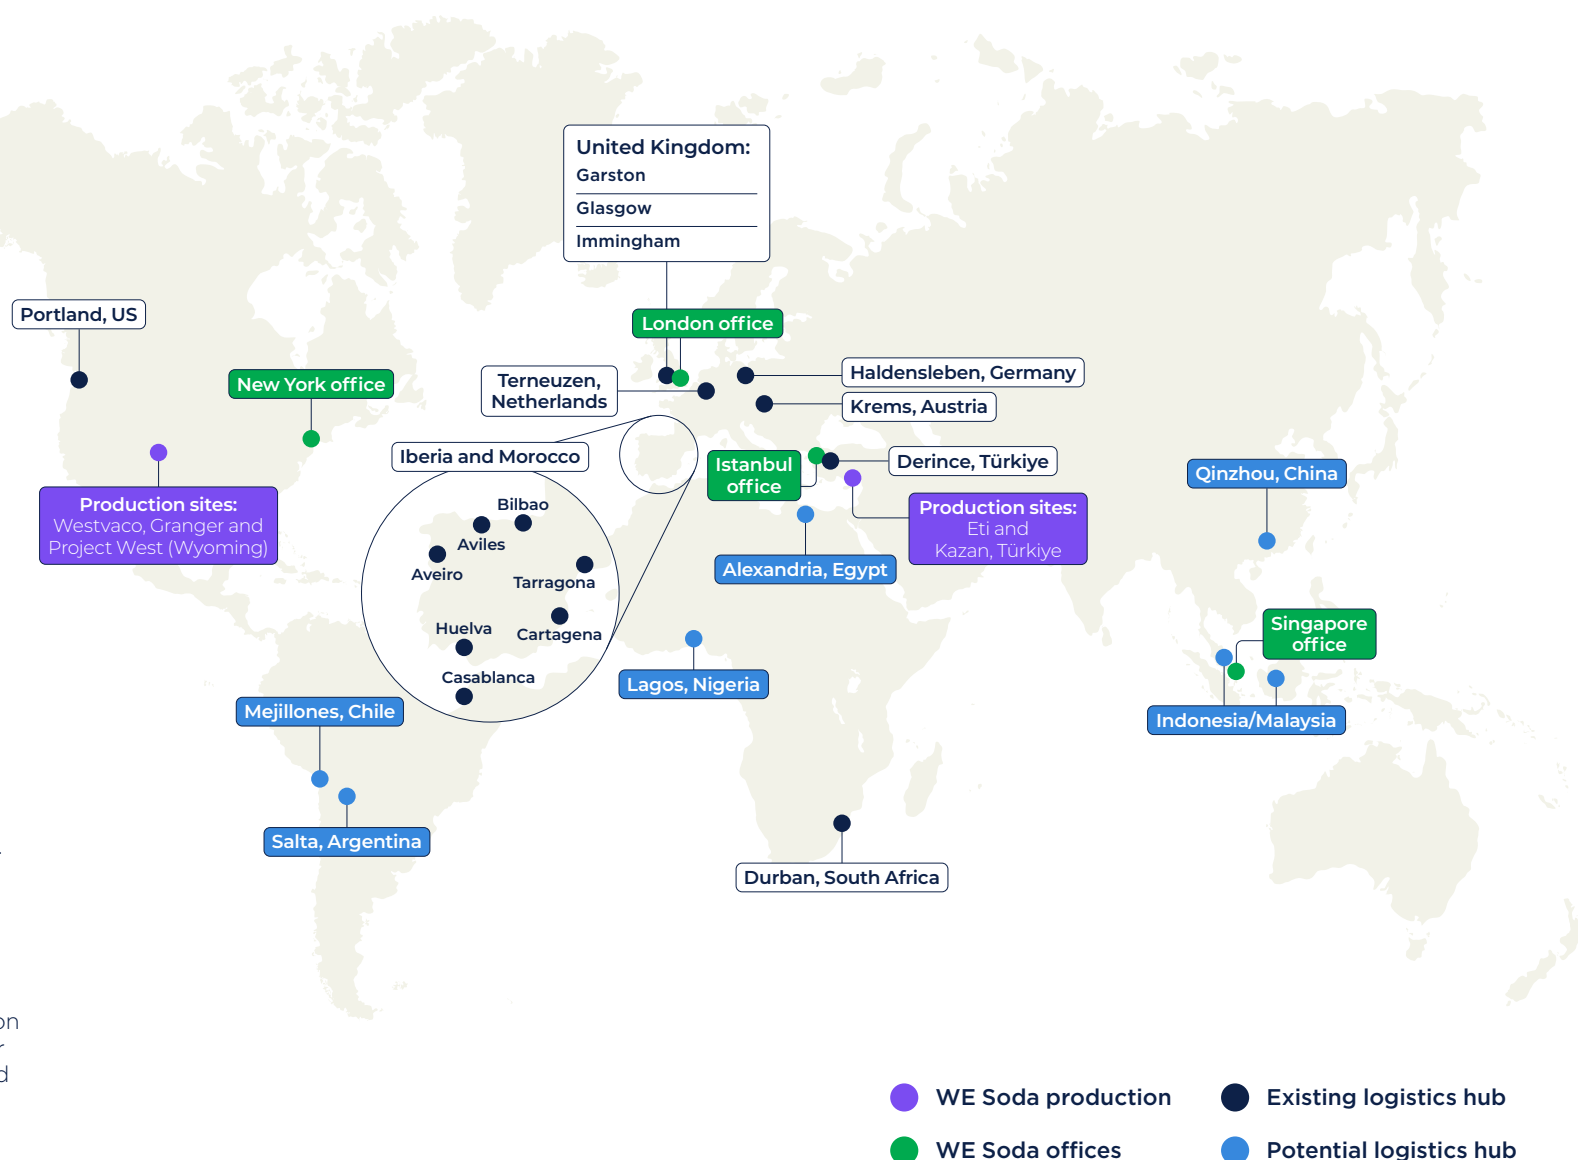 United Kingdom:
Garston
Glasgow
Immingham
Portland, US
London office
New York office
Terneuzen,
Netherlands
Haldensleben, Germany
Krems, Austria
Iberia and Morocco
Istanbul
office
Derince, Türkiye
Qinzhou, China
Production sites:
Westvaco, Granger and
Project West (Wyoming)
Bilbao
Aviles
Aveiro
Tarragona
Huelva
Cartagena
Casablanca
Production sites:
Eti and
Kazan, Türkiye
Alexandria, Egypt
Singapore
office
Lagos, Nigeria
Mejillones, Chile
Indonesia/Malaysia
Salta, Argentina
Durban, South Africa
WE Soda production
Existing logistics hub
WE Soda offices
Potential logistics hub